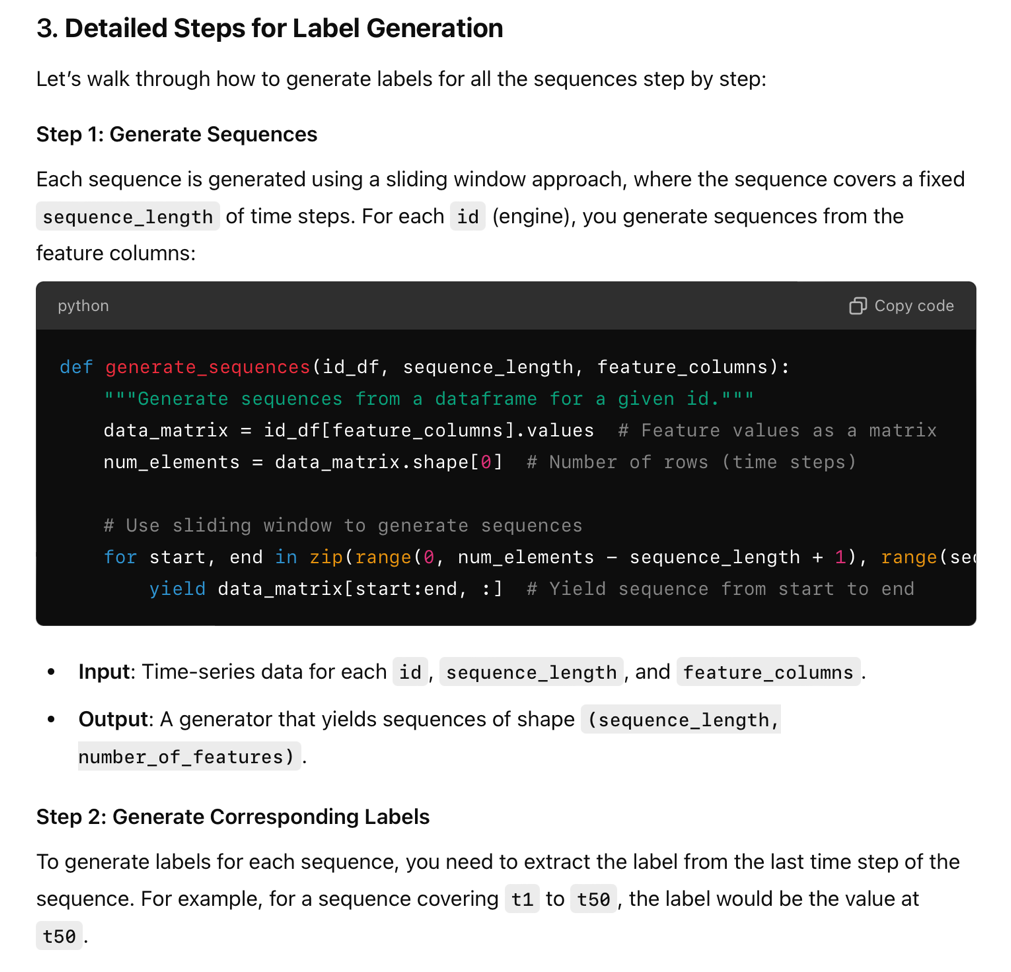 3. Detailed Steps for Label Generation
Let's walk through how to generate labels for all the sequences step by step:
Step 1: Generate Sequences
Each sequence is generated using a sliding window approach, where the sequence covers a fixed
sequence_length of time steps. For each id (engine), you generate sequences from the
feature columns:
python Copy code
def generate_sequences(id_df, sequence_length, feature_columns):
    """Generate sequences from a dataframe for a given id."""
    data_matrix = id_df[feature_columns].values  # Feature values as a matrix
    num_elements = data_matrix.shape[0]  # Number of rows (time steps)
    # Use sliding window to generate sequences
    for start, end in zip(range(0, num_elements − sequence_length + 1), range(
        yield data_matrix[start:end, :]  # Yield sequence from start to end
• Input: Time-series data for each id, sequence_length, and feature_columns.
• Output: A generator that yields sequences of shape (sequence_length,
number_of_features).
Step 2: Generate Corresponding Labels
To generate labels for each sequence, you need to extract the label from the last time step of the
sequence. For example, for a sequence covering t1 to t50, the label would be the value at
t50.